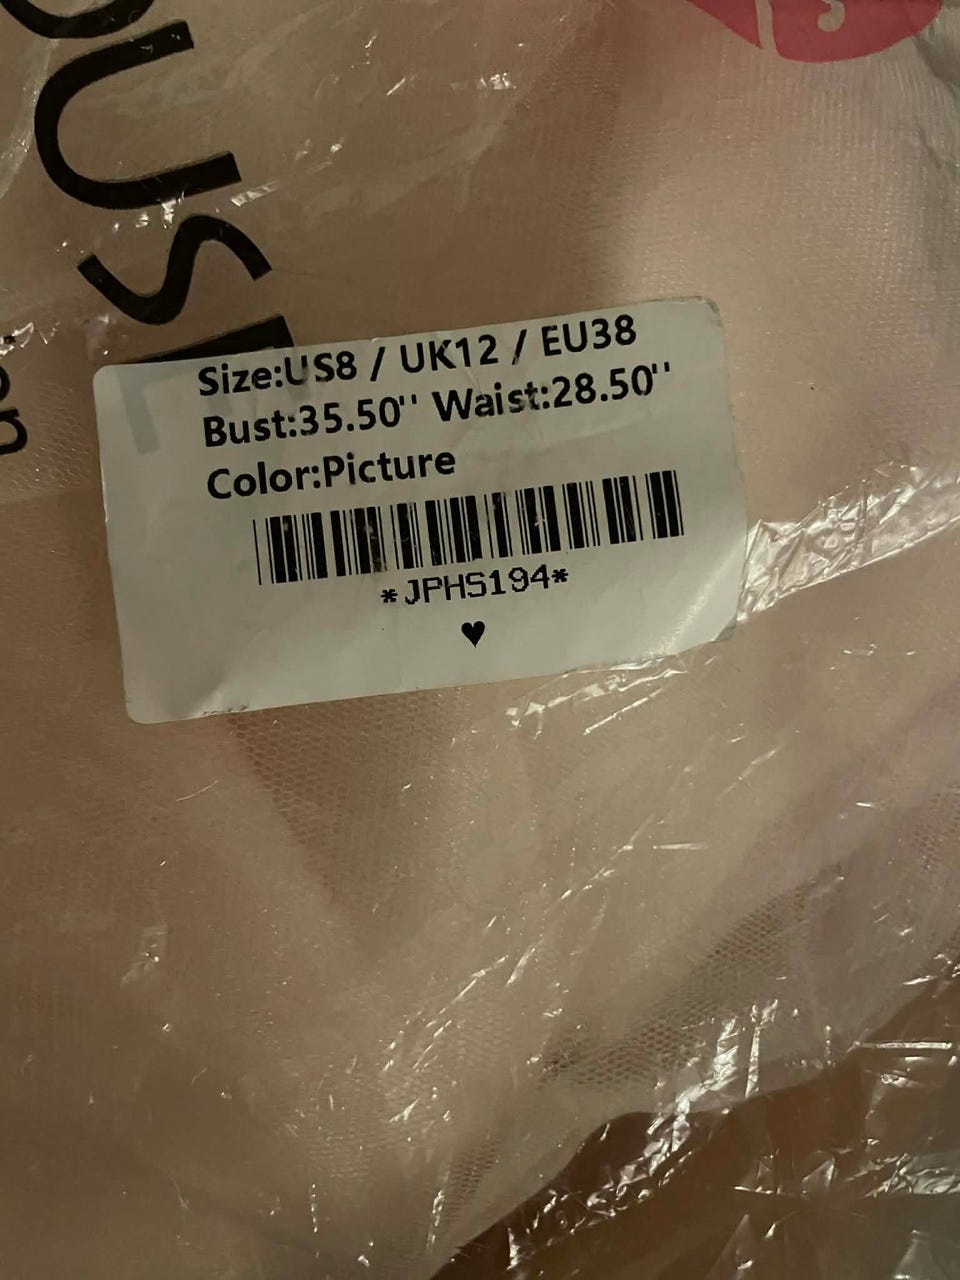 Size:US8 / UK12 / EU38
Bust:35.50'' Waist:28.50''
Color:Picture
*JPHS194*